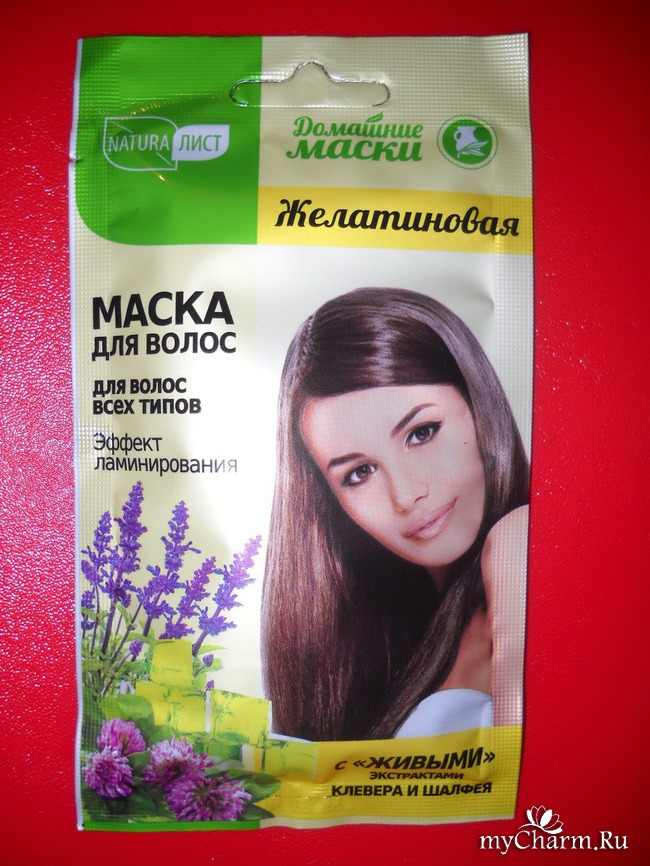 NATURA ЛИСТ
Домашние
маски
Желатиновая
МАСКА
ДЛЯ ВОЛОС
ДЛЯ ВОЛОС
ВСЕХ ТИПОВ
Эффект
ламинирования
с «ЖИВЫМИ»
ЭКСТРАКТАМИ
КЛЕВЕРА И ШАЛФЕЯ
myCharm.Ru